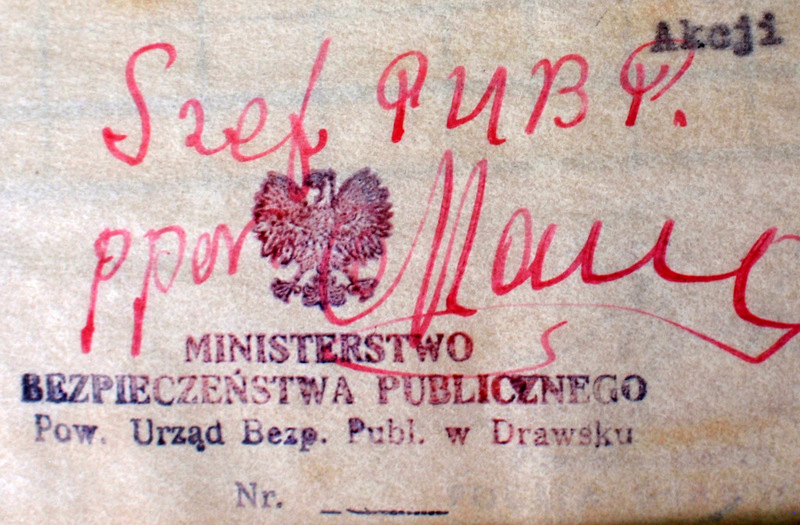 Akcji
Szef PUBP.
ppor
MINISTERSTWO
BEZPIECZEŃSTWA PUBLICZNEGO
Pow. Urząd Bezp. Publ. w Drawsku
Nr.